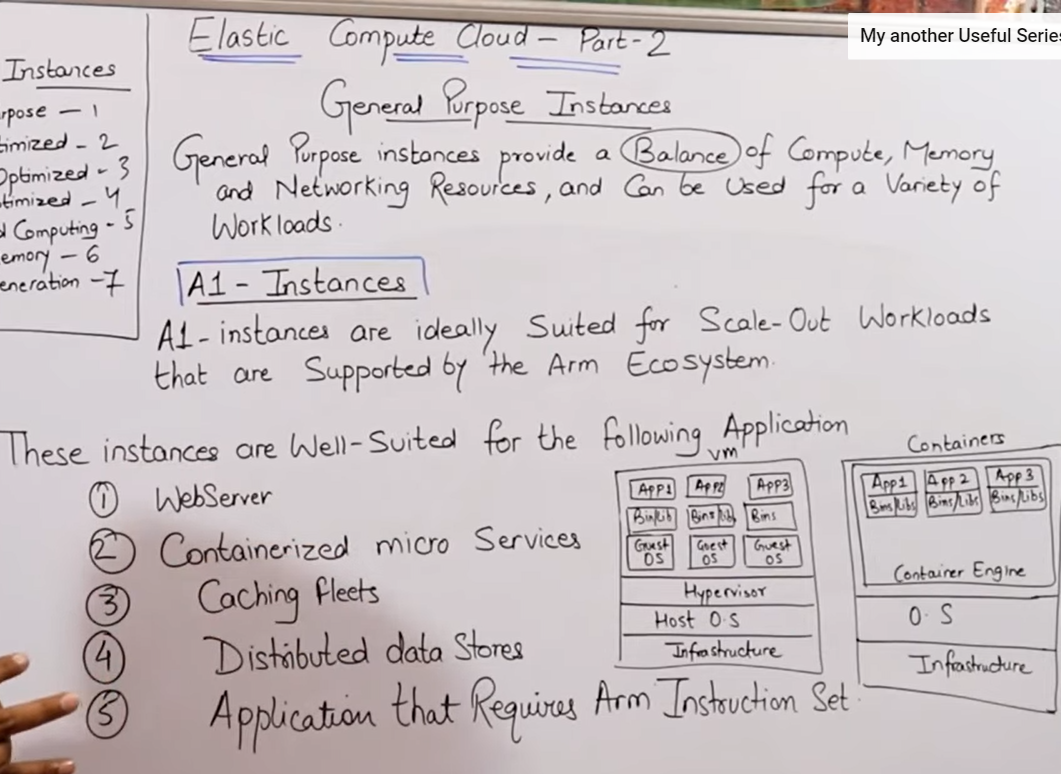 My another Useful Series
Elastic Compute Cloud - Part-2
Instances
rpose - 1
timized - 2
Optimized - 3
timized - 4
d Computing - 5
emory - 6
eneration - 7
General Purpose Instances
General Purpose instances provide a Balance of Compute, Memory
and Networking Resources, and Can be Used for a Variety of
Workloads.
A1 - Instances
A1 - instances are ideally Suited for Scale-Out Workloads
that are Supported by the Arm Ecosystem.
These instances are Well-Suited for the following Application
① WebServer
② Containerized micro Services
③ Caching fleets
④ Distributed data Stores
⑤ Application that Requires Arm Instruction Set
vm
App1 App2 App3
Bin/Lib Bins/Lib Bins
Guest OS Guest OS Guest OS
Hypervisor
Host O.S
Infrastructure
Containers
App1 App 2 App 3
Bins/Libs Bins/Libs Bins/Libs
Container Engine
O.S
Infrastructure